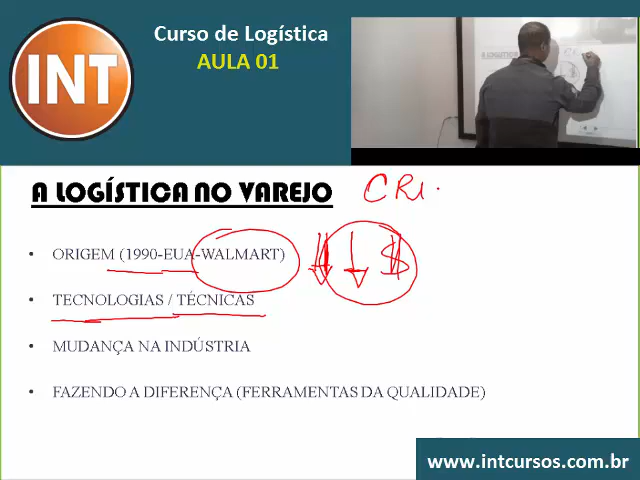 INT
Curso de Logística
AULA 01
A LOGÍSTICA NO VAREJO
• ORIGEM (1990-EUA-WALMART)
$
• TECNOLOGIAS / TÉCNICAS
• MUDANÇA NA INDÚSTRIA
• FAZENDO A DIFERENÇA (FERRAMENTAS DA QUALIDADE)
www.intcursos.com.br